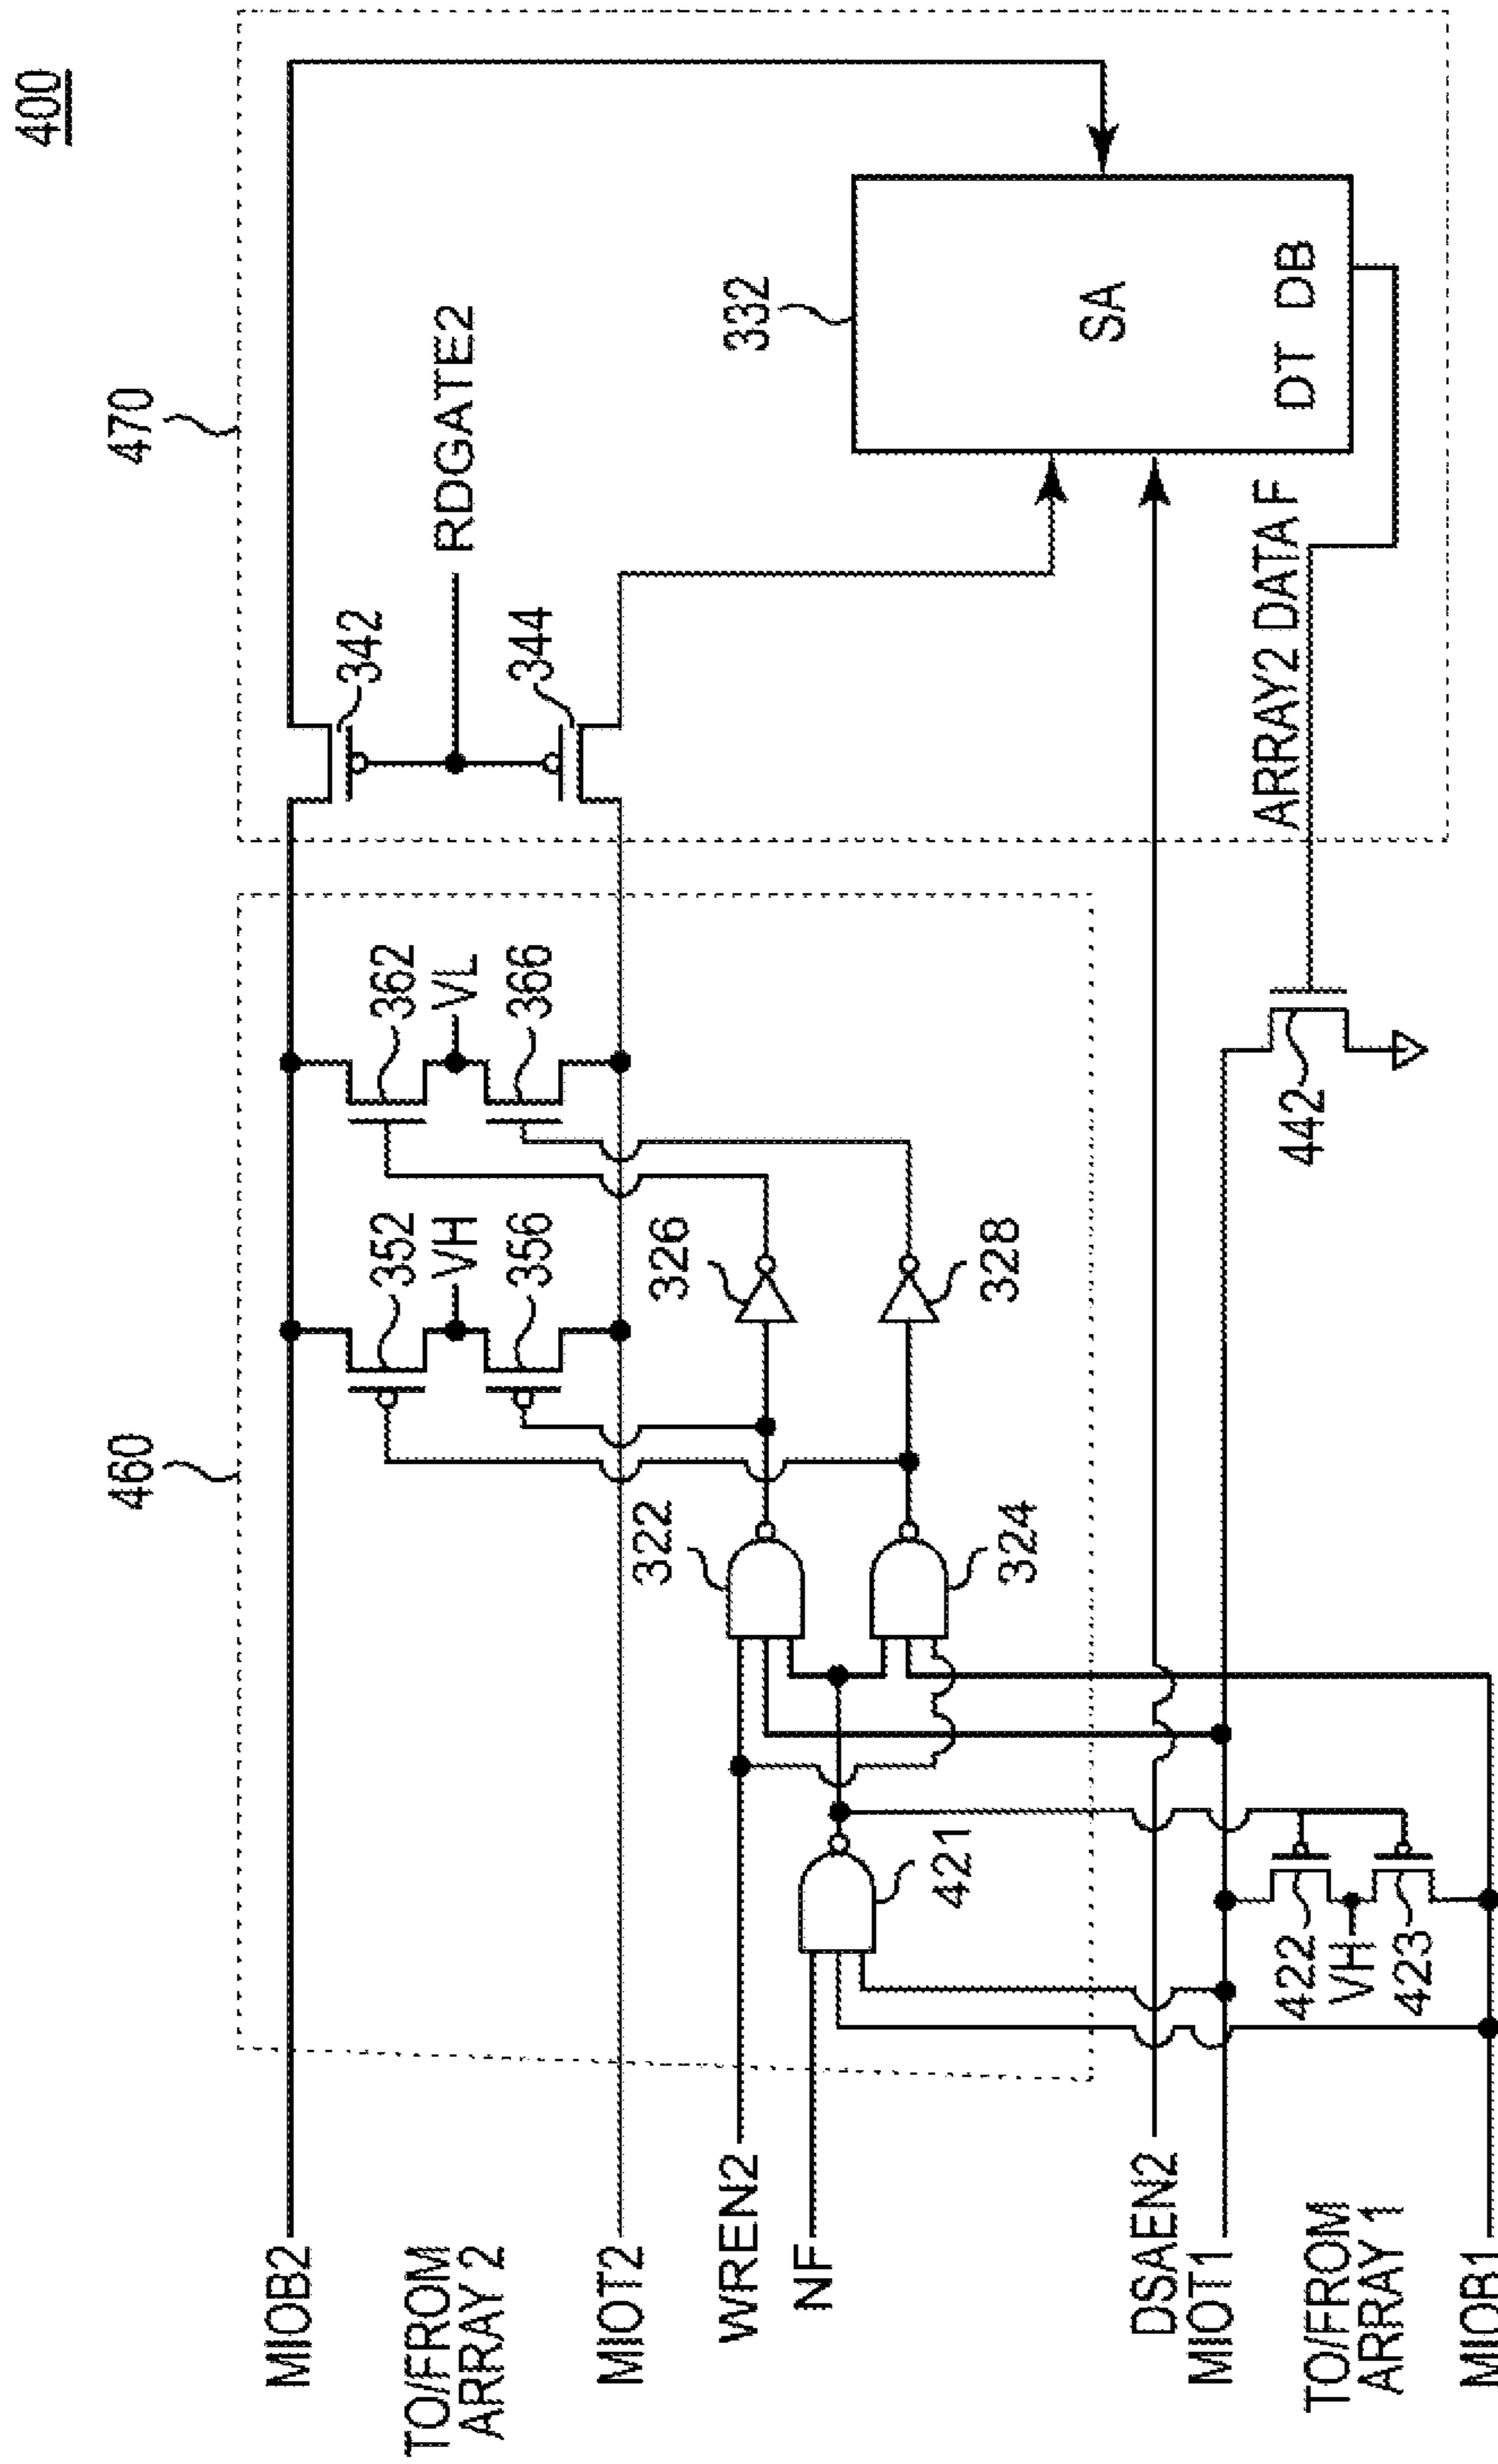 400
470
460
MIOB2
TO/FROM
ARRAY 2
MIOT2
WREN2
NF
DSAEN2
MIOT1
TO/FROM
ARRAY 1
MIOB1
352
VH
356
362
VL
366
342
RDGATE2
344
322
326
324
328
421
422
VH
423
442
332
SA
DT DB
ARRAY2 DATA F